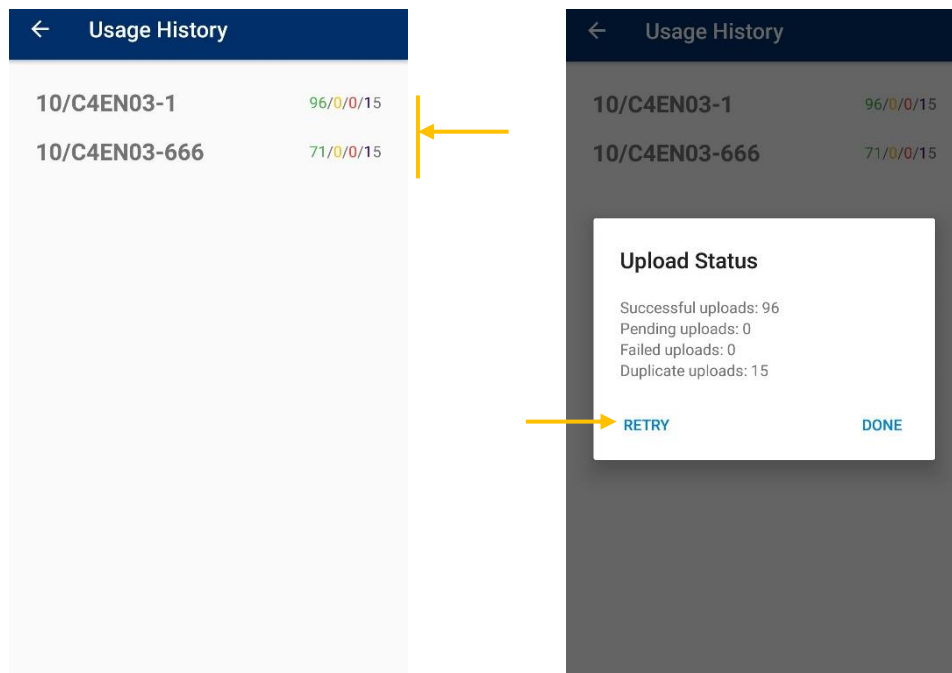 Usage History
10/C4EN03-1 96/0/0/15
10/C4EN03-666 71/0/0/15
Usage History
10/C4EN03-1 96/0/0/15
10/C4EN03-666 71/0/0/15
Upload Status
Successful uploads: 96
Pending uploads: 0
Failed uploads: 0
Duplicate uploads: 15
RETRY DONE